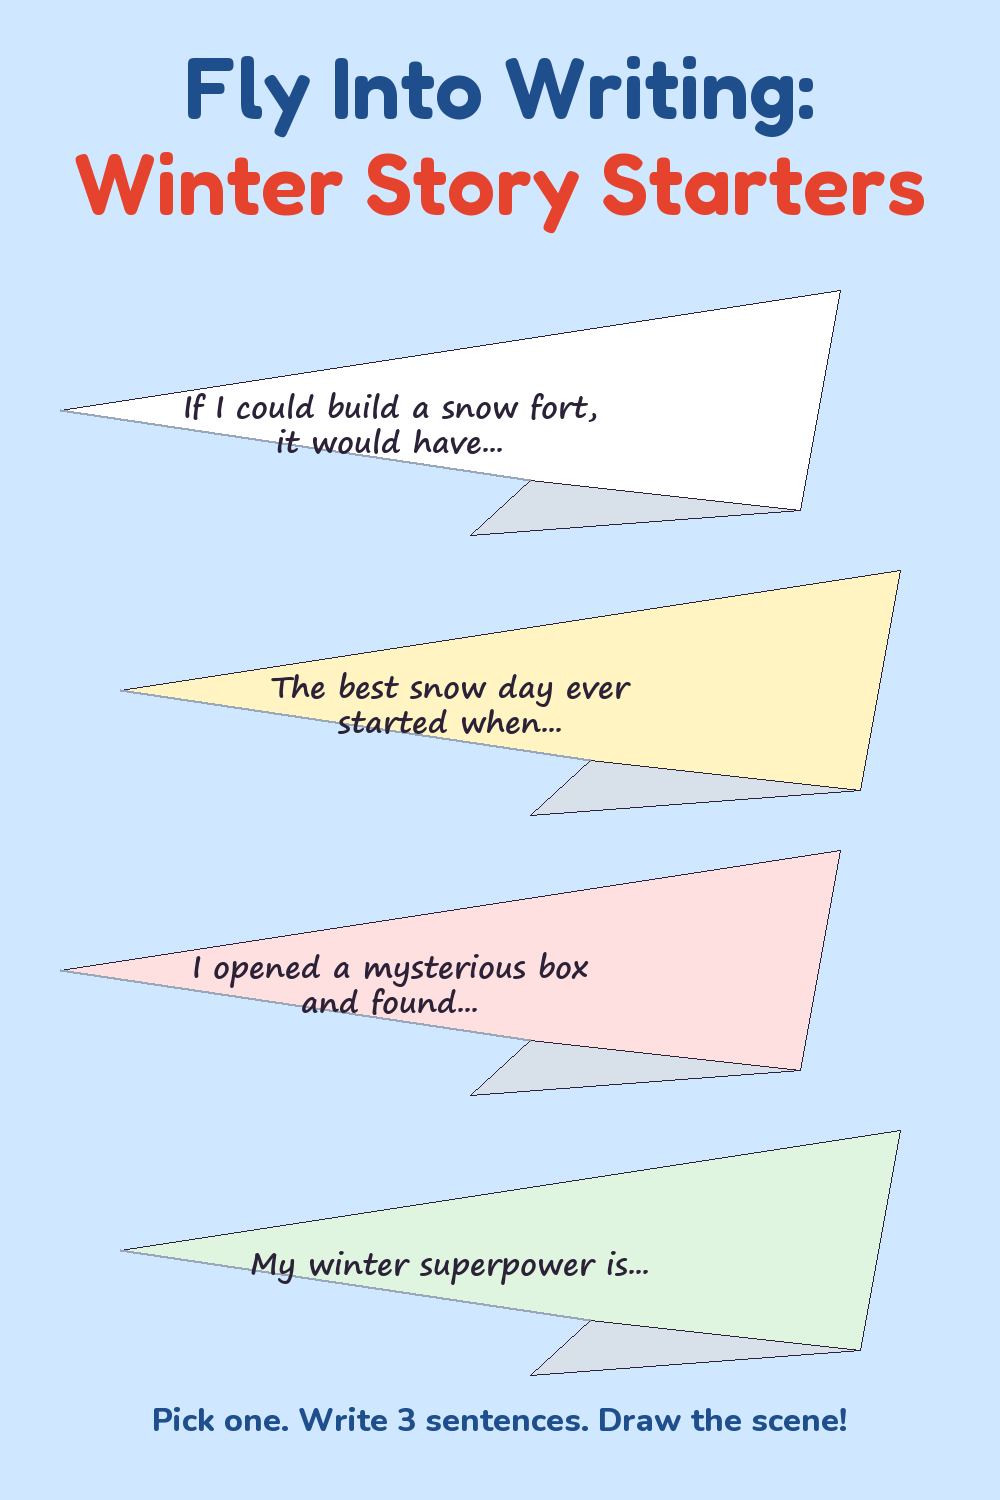 Fly Into Writing:
Winter Story Starters
If I could build a snow fort,
it would have...
The best snow day ever
started when...
I opened a mysterious box
and found...
My winter superpower is...
Pick one. Write 3 sentences. Draw the scene!